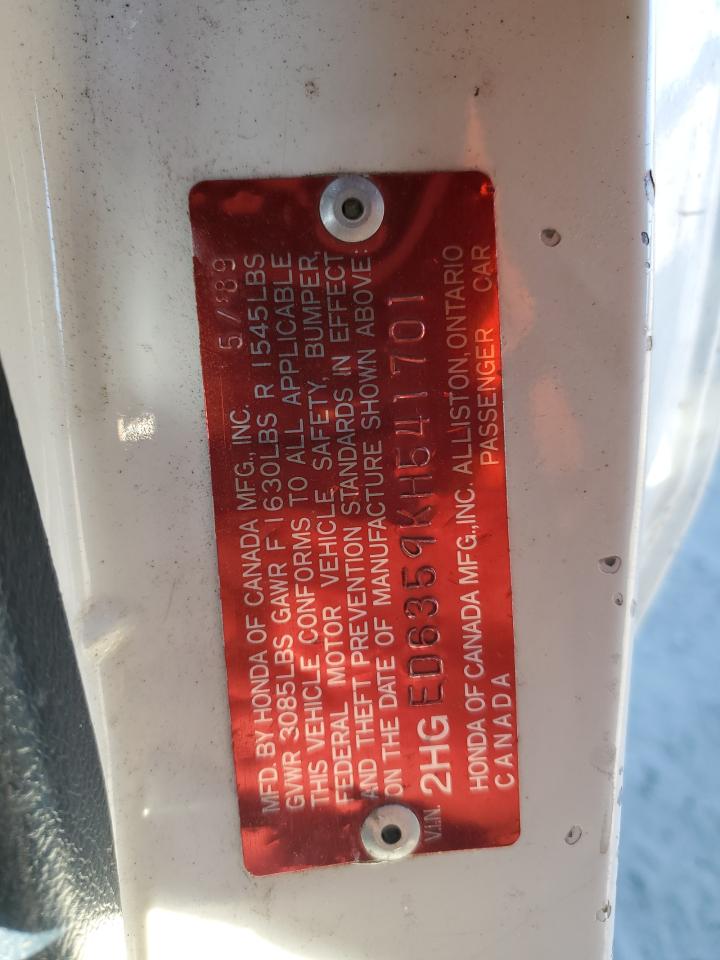 5/89
MFD. BY HONDA OF CANADA MFG., INC.
GVWR 3085LBS GAWR F 1630LBS R 1545LBS
THIS VEHICLE CONFORMS TO ALL APPLICABLE
FEDERAL MOTOR VEHICLE SAFETY, BUMPER,
AND THEFT PREVENTION STANDARDS IN EFFECT
ON THE DATE OF MANUFACTURE SHOWN ABOVE:
V.I.N. 2HGED6359KH541701
HONDA OF CANADA MFG., INC. ALLISTON, ONTARIO
CANADA PASSENGER CAR